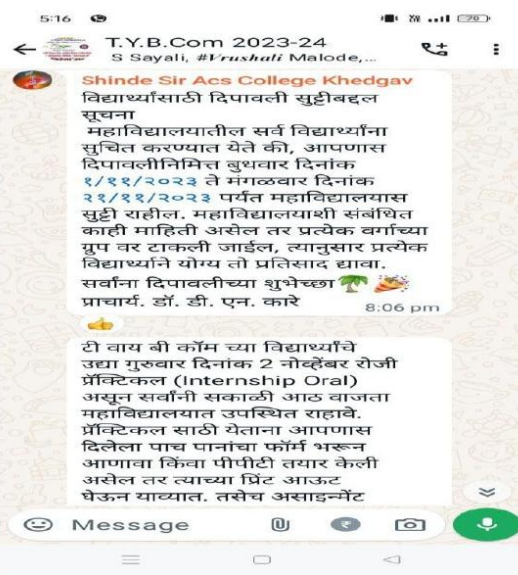 5:16
70
T.Y.B.Com 2023-24
S Sayali, #Vrushali Malode,...
Shinde Sir Acs College Khedgav
विद्यार्थ्यांसाठी दिपावली सुट्टीबद्दल
सूचना
महाविद्यालयातील सर्व विद्यार्थ्यांना
सुचित करण्यात येते की, आपणास
दिपावलीनिमित्त बुधवार दिनांक
१/११/२०२३ ते मंगळवार दिनांक
२१/११/२०२३ पर्यंत महाविद्यालयास
सुट्टी राहील. महाविद्यालयाशी संबंधित
काही माहिती असेल तर प्रत्येक वर्गाच्या
ग्रुप वर टाकली जाईल, त्यानुसार प्रत्येक
विद्यार्थ्याने योग्य तो प्रतिसाद द्यावा.
सर्वांना दिपावलीच्या शुभेच्छा 🌴 🎉
प्राचार्य. डॉ. डी. एन. कारे
8:06 pm
टी वाय बी कॉम च्या विद्यार्थ्यांचे
उद्या गुरुवार दिनांक 2 नोव्हेंबर रोजी
प्रॅक्टिकल (Internship Oral)
असून सर्वांनी सकाळी आठ वाजता
महाविद्यालयात उपस्थित राहावे.
प्रॅक्टिकल साठी येताना आपणास
दिलेला पाच पानांचा फॉर्म भरून
आणावा किंवा पीपीटी तयार केली
असेल तर त्याच्या प्रिंट आऊट
घेऊन याव्यात. तसेच असाइन्मेंट
Message